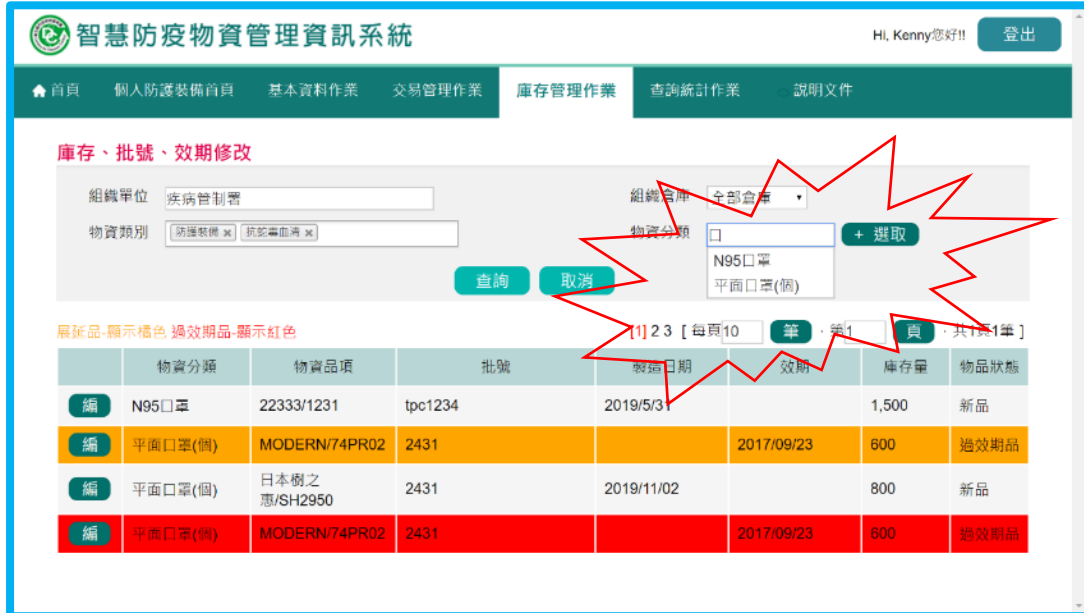 智慧防疫物資管理資訊系統
Hi, Kenny您好!! 登出
首頁 個人防護裝備首頁 基本資料作業 交易管理作業 庫存管理作業 查詢統計作業 說明文件
庫存、批號、效期修改
組織單位 疾病管制署 組織倉庫 全部倉庫
物資類別 防護裝備 × 抗蛇毒血清 × 物資分類 口 + 選取
N95口罩
平面口罩(個)
查詢 取消
展延品-顯示橘色 過效期品-顯示紅色 [1] 2 3 [ 每頁10 筆 · 第1 頁 · 共1頁1筆 ]
物資分類 物資品項 批號 製造日期 效期 庫存量 物品狀態
編 N95口罩 22333/1231 tpc1234 2019/5/31 1,500 新品
編 平面口罩(個) MODERN/74PR02 2431 2017/09/23 600 過效期品
編 平面口罩(個) 日本樹之惠/SH2950 2431 2019/11/02 800 新品
編 平面口罩(個) MODERN/74PR02 2431 2017/09/23 600 過效期品